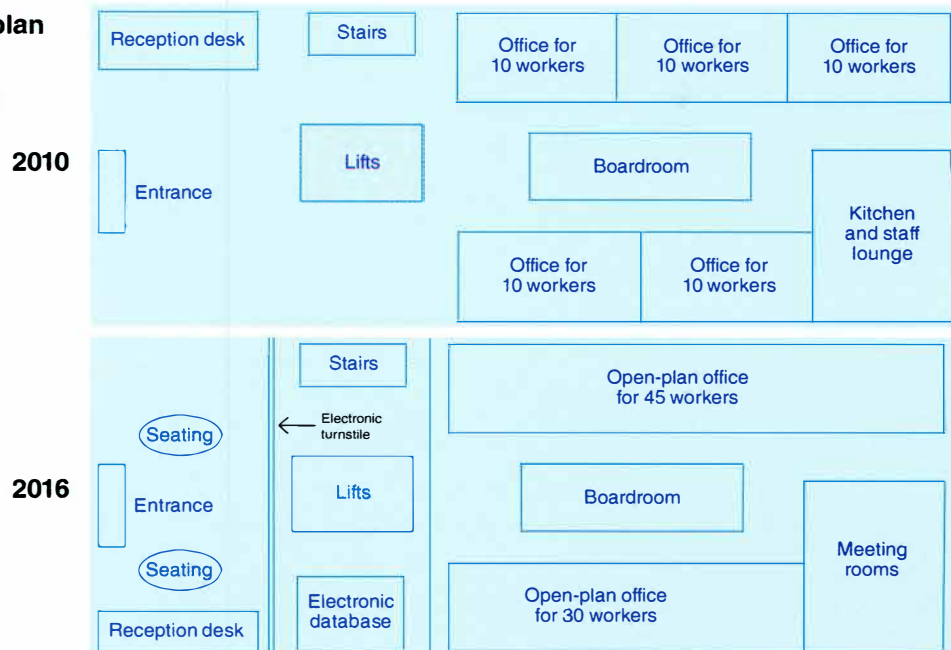 plan
2010
Reception desk
Stairs
Office for
10 workers
Office for
10 workers
Office for
10 workers
Entrance
Lifts
Boardroom
Kitchen
and staff
lounge
Office for
10 workers
Office for
10 workers
2016
Stairs
Open-plan office
for 45 workers
Electronic
turnstile
Seating
Entrance
Lifts
Boardroom
Meeting
rooms
Seating
Reception desk
Electronic
database
Open-plan office
for 30 workers